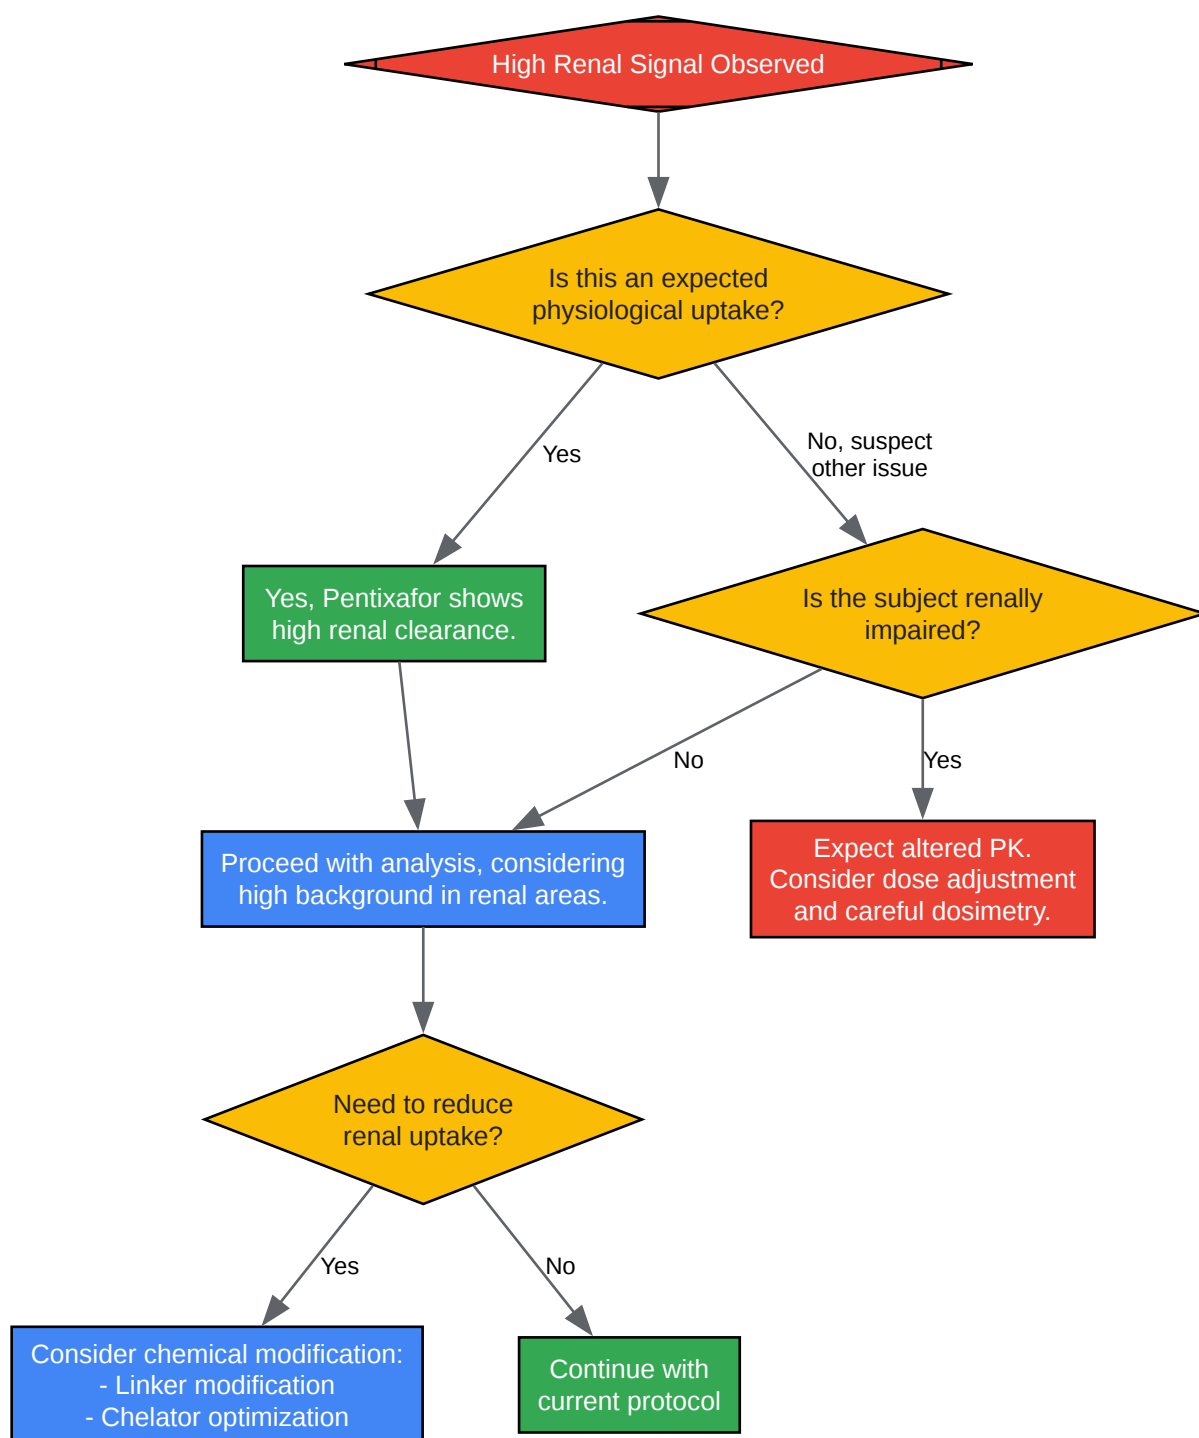 High Renal Signal Observed
Is this an expected
physiological uptake?
Yes
No, suspect
other issue
Yes, Pentixafor shows
high renal clearance.
Is the subject renally
impaired?
No
Yes
Proceed with analysis, considering
high background in renal areas.
Expect altered PK.
Consider dose adjustment
and careful dosimetry.
Need to reduce
renal uptake?
Yes
No
Consider chemical modification:
- Linker modification
- Chelator optimization
Continue with
current protocol